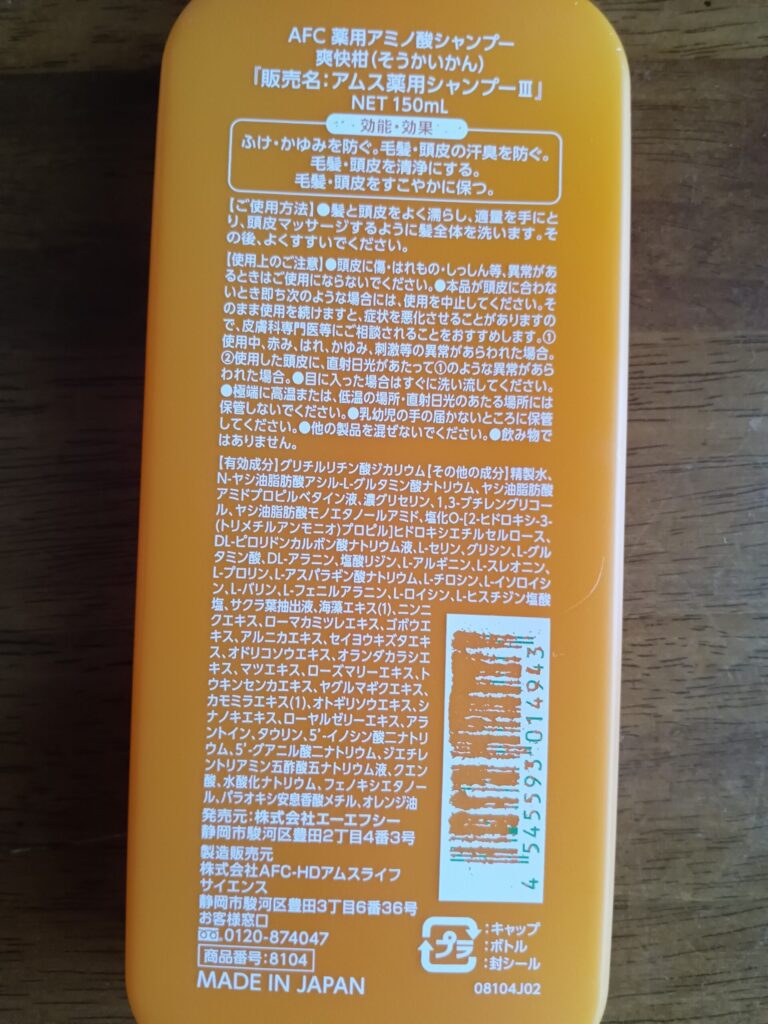 AFC 薬用アミノ酸シャンプー
爽快柑(そうかいかん)
『販売名:アムス薬用シャンプーⅢ』
NET 150mL
効能・効果
ふけ・かゆみを防ぐ。毛髪・頭皮の汗臭を防ぐ。
毛髪・頭皮を清浄にする。
毛髪・頭皮をすこやかに保つ。
【ご使用方法】●髪と頭皮をよく濡らし、適量を手にと
り、頭皮マッサージするように髪全体を洗います。そ
の後、よくすすいでください。
【使用上のご注意】●頭皮に傷・はれもの・しっしん等、異常があ
るときはご使用にならないでください。●本品が頭皮に合わな
いとき即ち次のような場合には、使用を中止してください。そ
のまま使用を続けますと、症状を悪化させることがありますの
で、皮膚科専門医等にご相談されることをおすすめします。①
使用中、赤み、はれ、かゆみ、刺激等の異常があらわれた場合。
②使用した頭皮に、直射日光があたって①のような異常があら
われた場合。●目に入った場合はすぐに洗い流してください。
●極端に高温または、低温の場所・直射日光のあたる場所には
保管しないでください。●乳幼児の手の届かないところに保管
してください。●他の製品を混ぜないでください。●飲み物で
はありません。
【有効成分】グリチルリチン酸ジカリウム【その他の成分】精製水、
N-ヤシ油脂肪酸アシル-L-グルタミン酸ナトリウム、ヤシ油脂肪酸
アミドプロピルベタイン液、濃グリセリン、1,3-ブチレングリコー
ル、ヤシ油脂肪酸モノエタノールアミド、塩化O-[2-ヒドロキシ-3-
(トリメチルアンモニオ)プロピル]ヒドロキシエチルセルロース、
DL-ピロリドンカルボン酸ナトリウム液、L-セリン、グリシン、L-グル
タミン酸、DL-アラニン、塩酸リジン、L-アルギニン、L-スレオニン、
L-プロリン、L-アスパラギン酸ナトリウム、L-チロシン、L-イソロイシ
ン、L-バリン、L-フェニルアラニン、L-ロイシン、L-ヒスチジン塩酸
塩、サクラ葉抽出液、海藻エキス(1)、ニンニ
クエキス、ローマカミツレエキス、ゴボウエ
キス、アルニカエキス、セイヨウキズタエキ
ス、オドリコソウエキス、オランダカラシエ
キス、マツエキス、ローズマリーエキス、ト
ウキンセンカエキス、ヤグルマギクエキス、
カモミラエキス(1)、オトギリソウエキス、シ
ナノキエキス、ローヤルゼリーエキス、アラ
ントイン、タウリン、5'-イノシン酸二ナトリ
ウム、5'-グアニル酸二ナトリウム、ジエチレ
ントリアミン五酢酸五ナトリウム液、クエン
酸、水酸化ナトリウム、フェノキシエタノー
ル、パラオキシ安息香酸メチル、オレンジ油
発売元:株式会社エーエフシー
静岡市駿河区豊田2丁目4番3号
製造販売元
株式会社AFC-HDアムスライフ
サイエンス
静岡市駿河区豊田3丁目6番36号
お客様窓口
0120-874047
商品番号:8104
MADE IN JAPAN
4 545593 014943
プラ
:キャップ
:ボトル
:封シール
08104J02